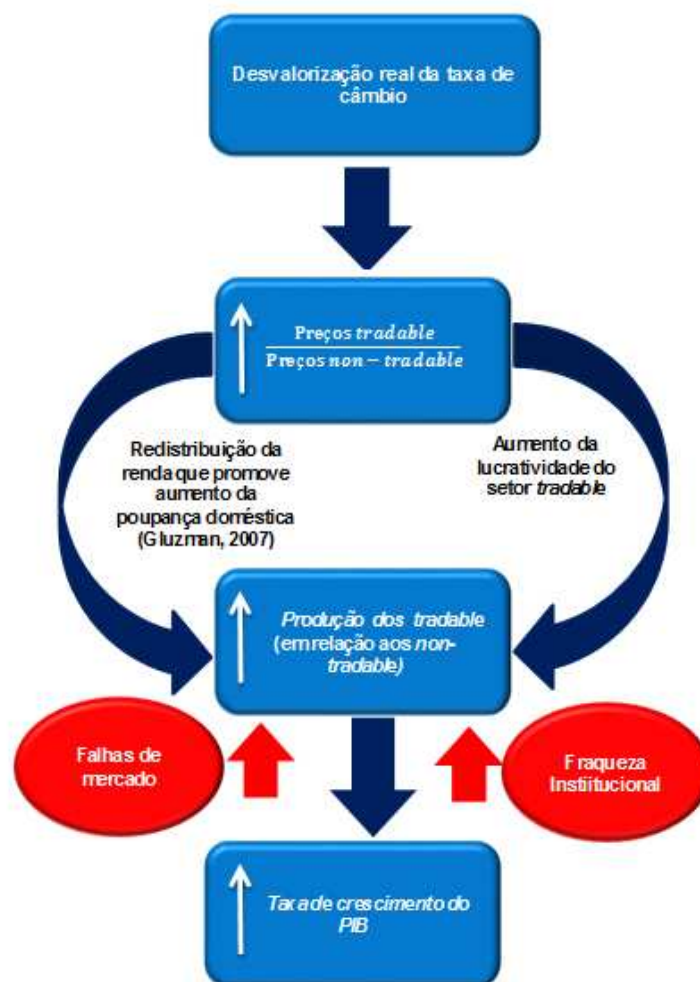 Desvalorização real da taxa de
câmbio
Preços tradable
Preços non − tradable
Redistribuição da
renda que promove
aumento da
poupança doméstica
(Gluzman, 2007)
Aumento da
lucratividade do
setor tradable
Produção dos tradable
(em relação aos non-
tradable)
Falhas de
mercado
Fraqueza
Instiitucional
Taxa de crescimento do
PIB